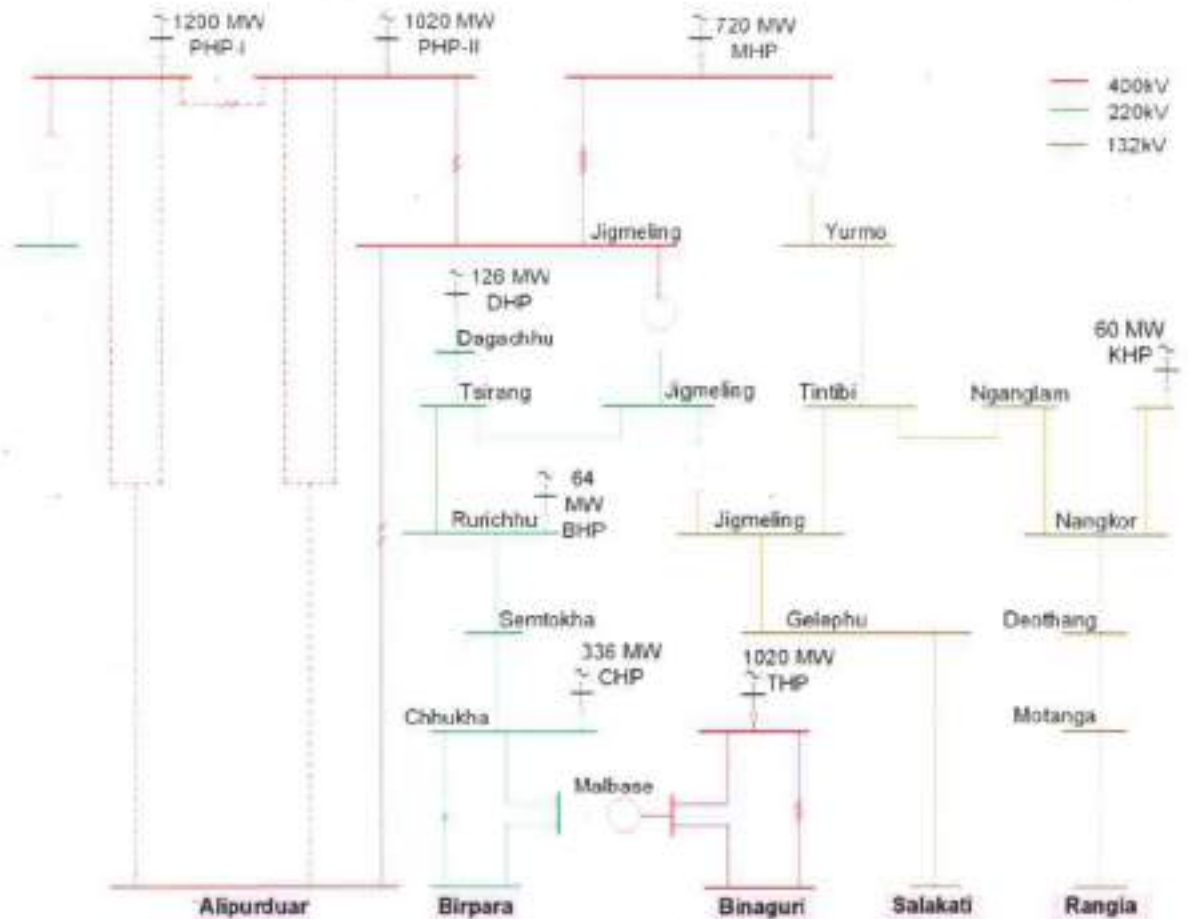 1200 MW
PHP-I
1020 MW
PHP-II
720 MW
MHP
400kV
220kV
132kV
Jigmeling
Yurmo
126 MW
DHP
Dagachhu
60 MW
KHP
Tsirang
Jigmeling
Tintibi
Nganglam
64
MW
BHP
Rurichhu
Jigmeling
Nangkor
Semtokha
Gelephu
Deothang
336 MW
CHP
1020 MW
THP
Chhukha
Motanga
Malbase
Alipurduar
Birpara
Binaguri
Salakati
Rangia